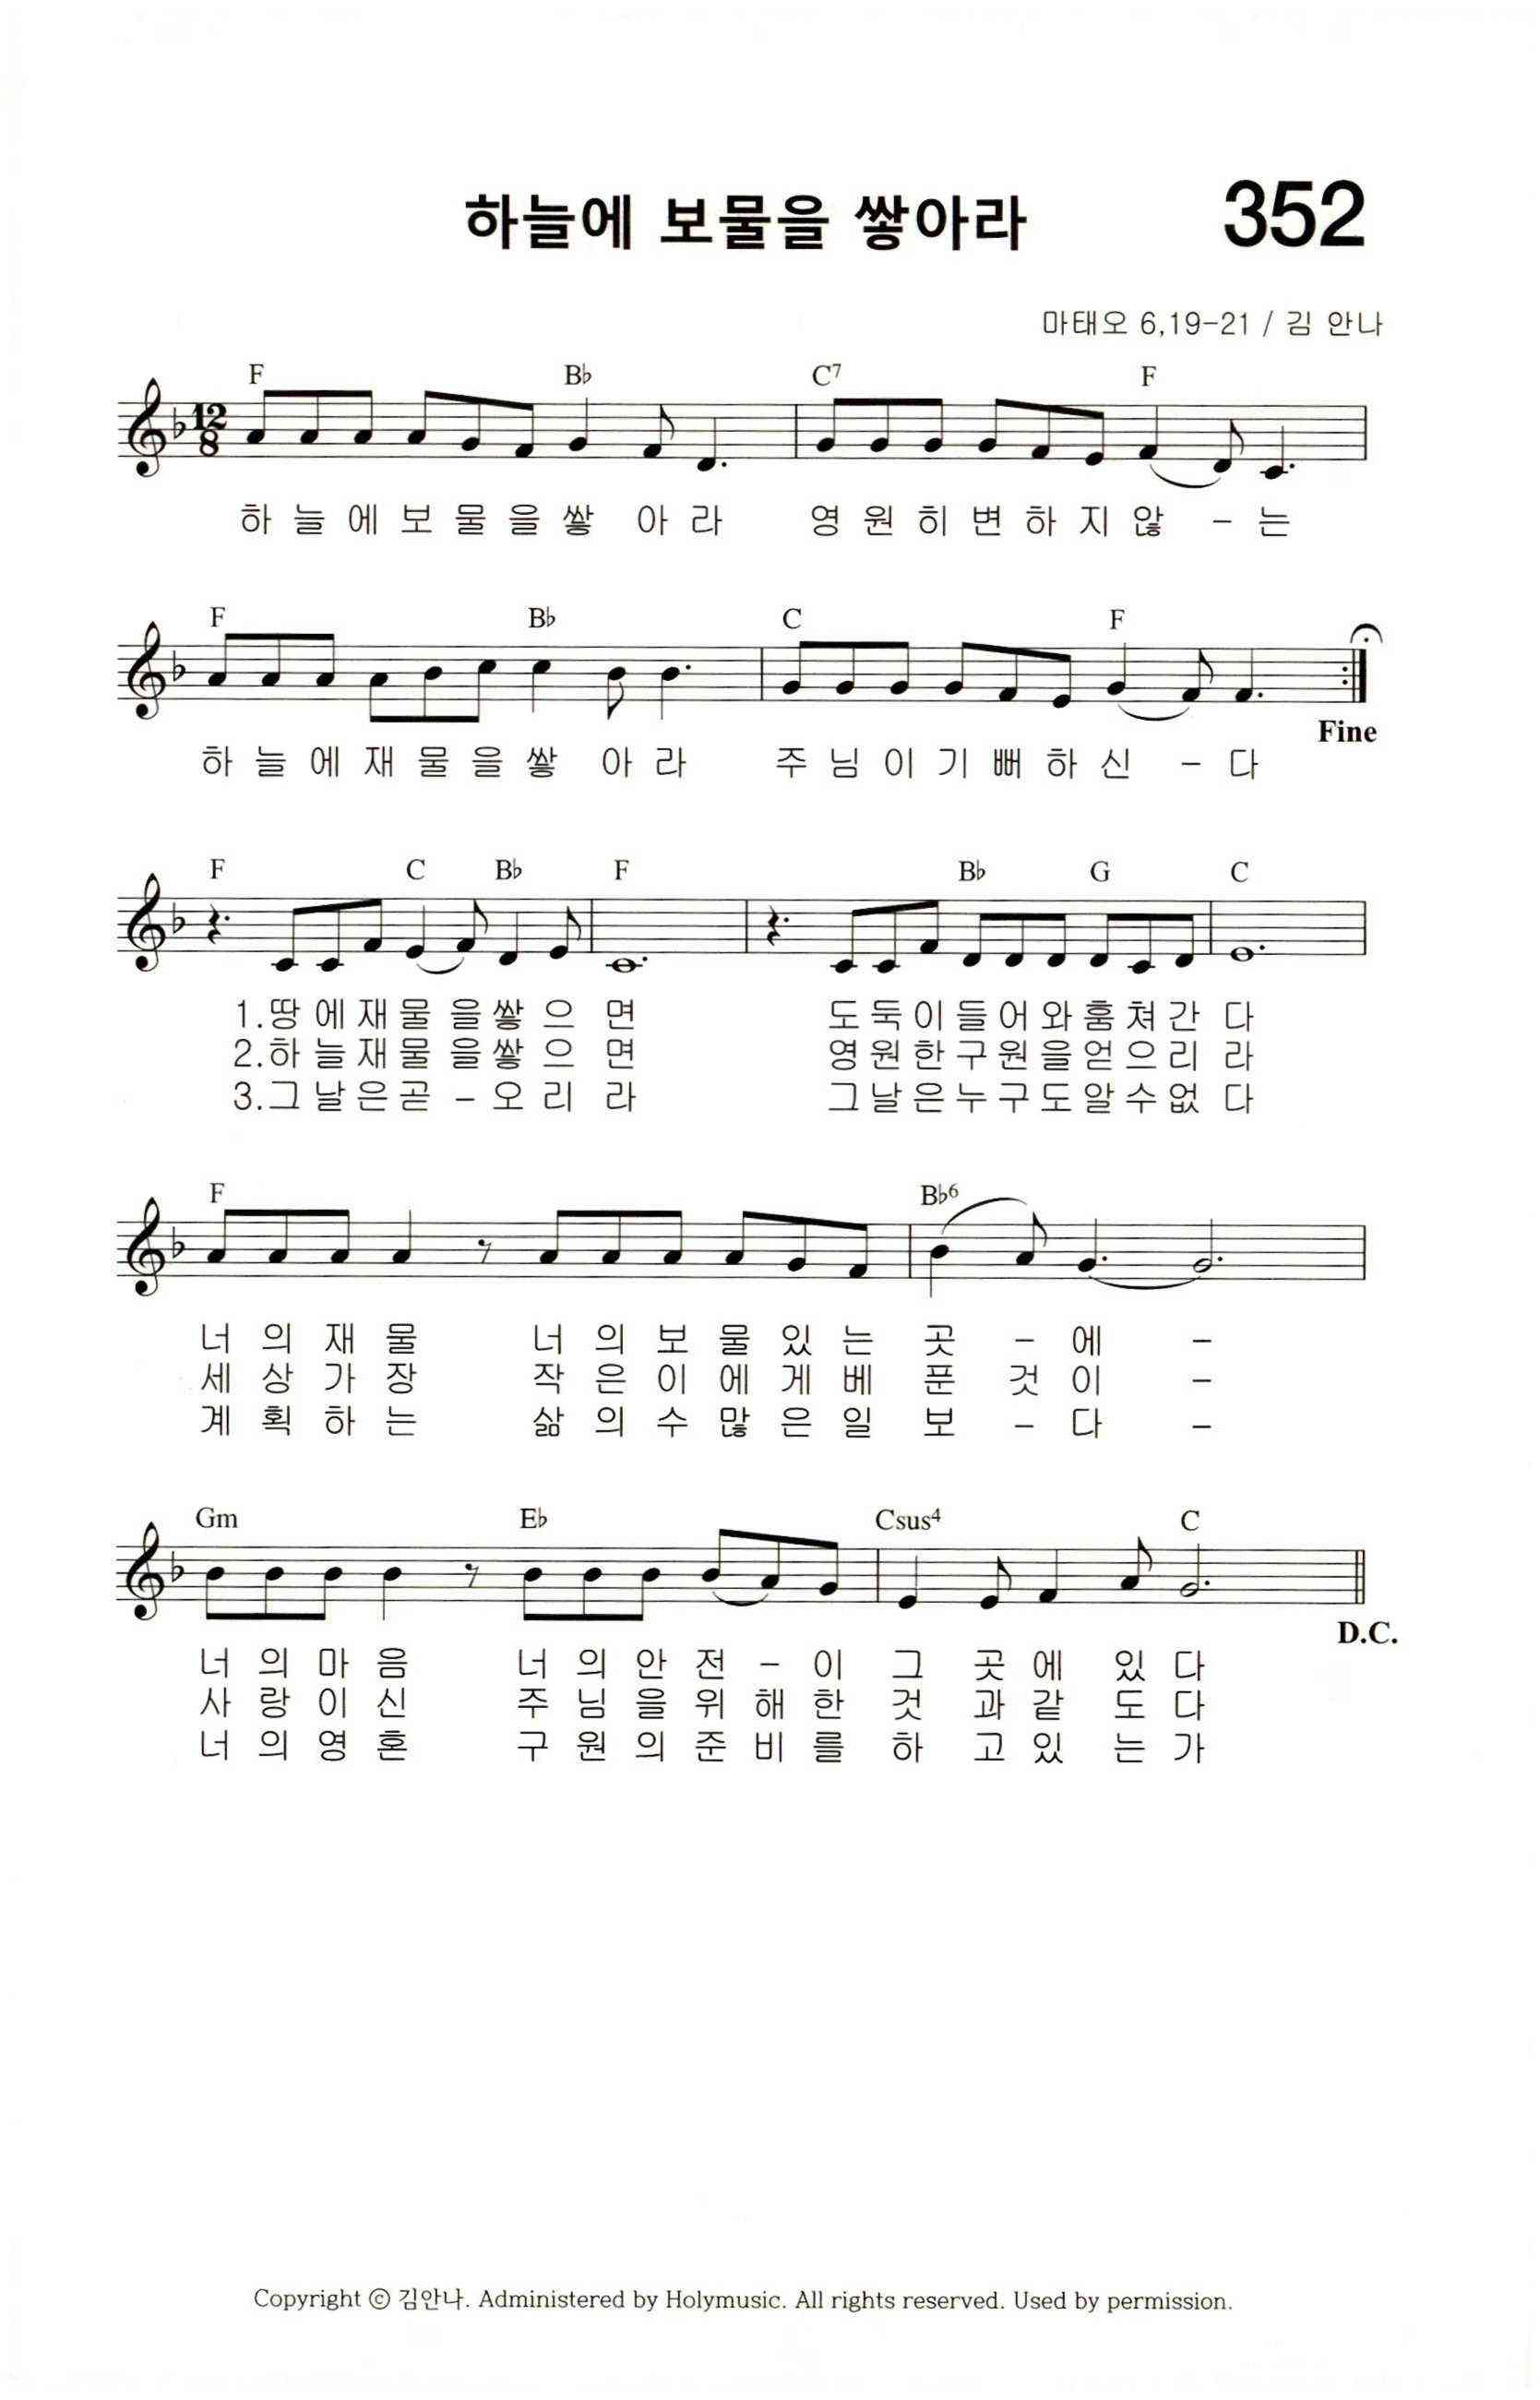 하늘에 보물을 쌓아라 352
마태오 6,19-21 / 김 안나
F B♭ C7 F
12
8
하 늘 에 보 물 을 쌓 아 라 영 원 히 변 하 지 않 - 는
F B♭ C F
Fine
하 늘 에 재 물 을 쌓 아 라 주 님 이 기 뻐 하 신 - 다
F C B♭ F B♭ G C
1.땅 에 재 물 을 쌓 으 면 도 둑 이 들 어 와 훔 쳐 간 다
2.하 늘 재 물 을 쌓 으 면 영 원 한 구 원 을 얻 으 리 라
3.그 날 은 곧 - 오 리 라 그 날 은 누 구 도 알 수 없 다
F B♭6
너 의 재 물 너 의 보 물 있 는 곳 - 에 -
세 상 가 장 작 은 이 에 게 베 푼 것 이 -
계 획 하 는 삶 의 수 많 은 일 보 - 다 -
Gm E♭ Csus4 C
D.C.
너 의 마 음 너 의 안 전 - 이 그 곳 에 있 다
사 랑 이 신 주 님 을 위 해 한 것 과 같 도 다
너 의 영 혼 구 원 의 준 비 를 하 고 있 는 가
Copyright ⓒ 김안나. Administered by Holymusic. All rights reserved. Used by permission.